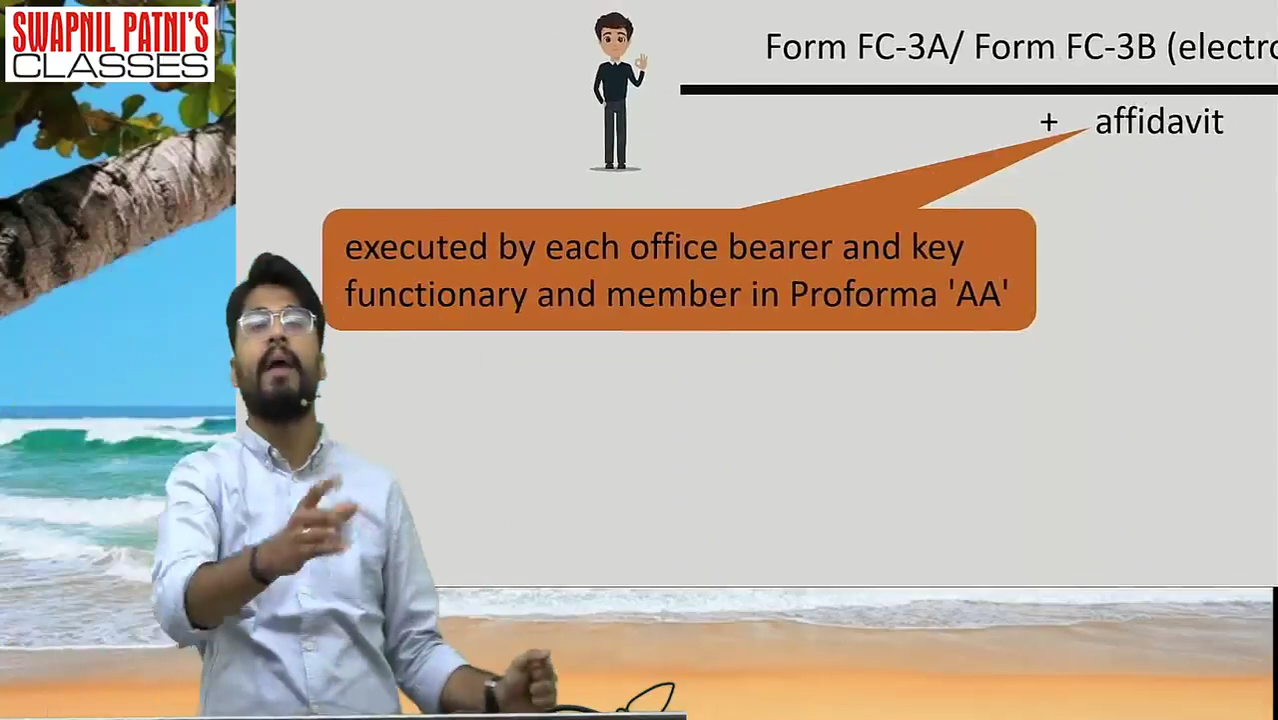 SWAPNIL PATNI'S
CLASSES
Form FC-3A/ Form FC-3B (electro
+ affidavit
executed by each office bearer and key
functionary and member in Proforma 'AA'